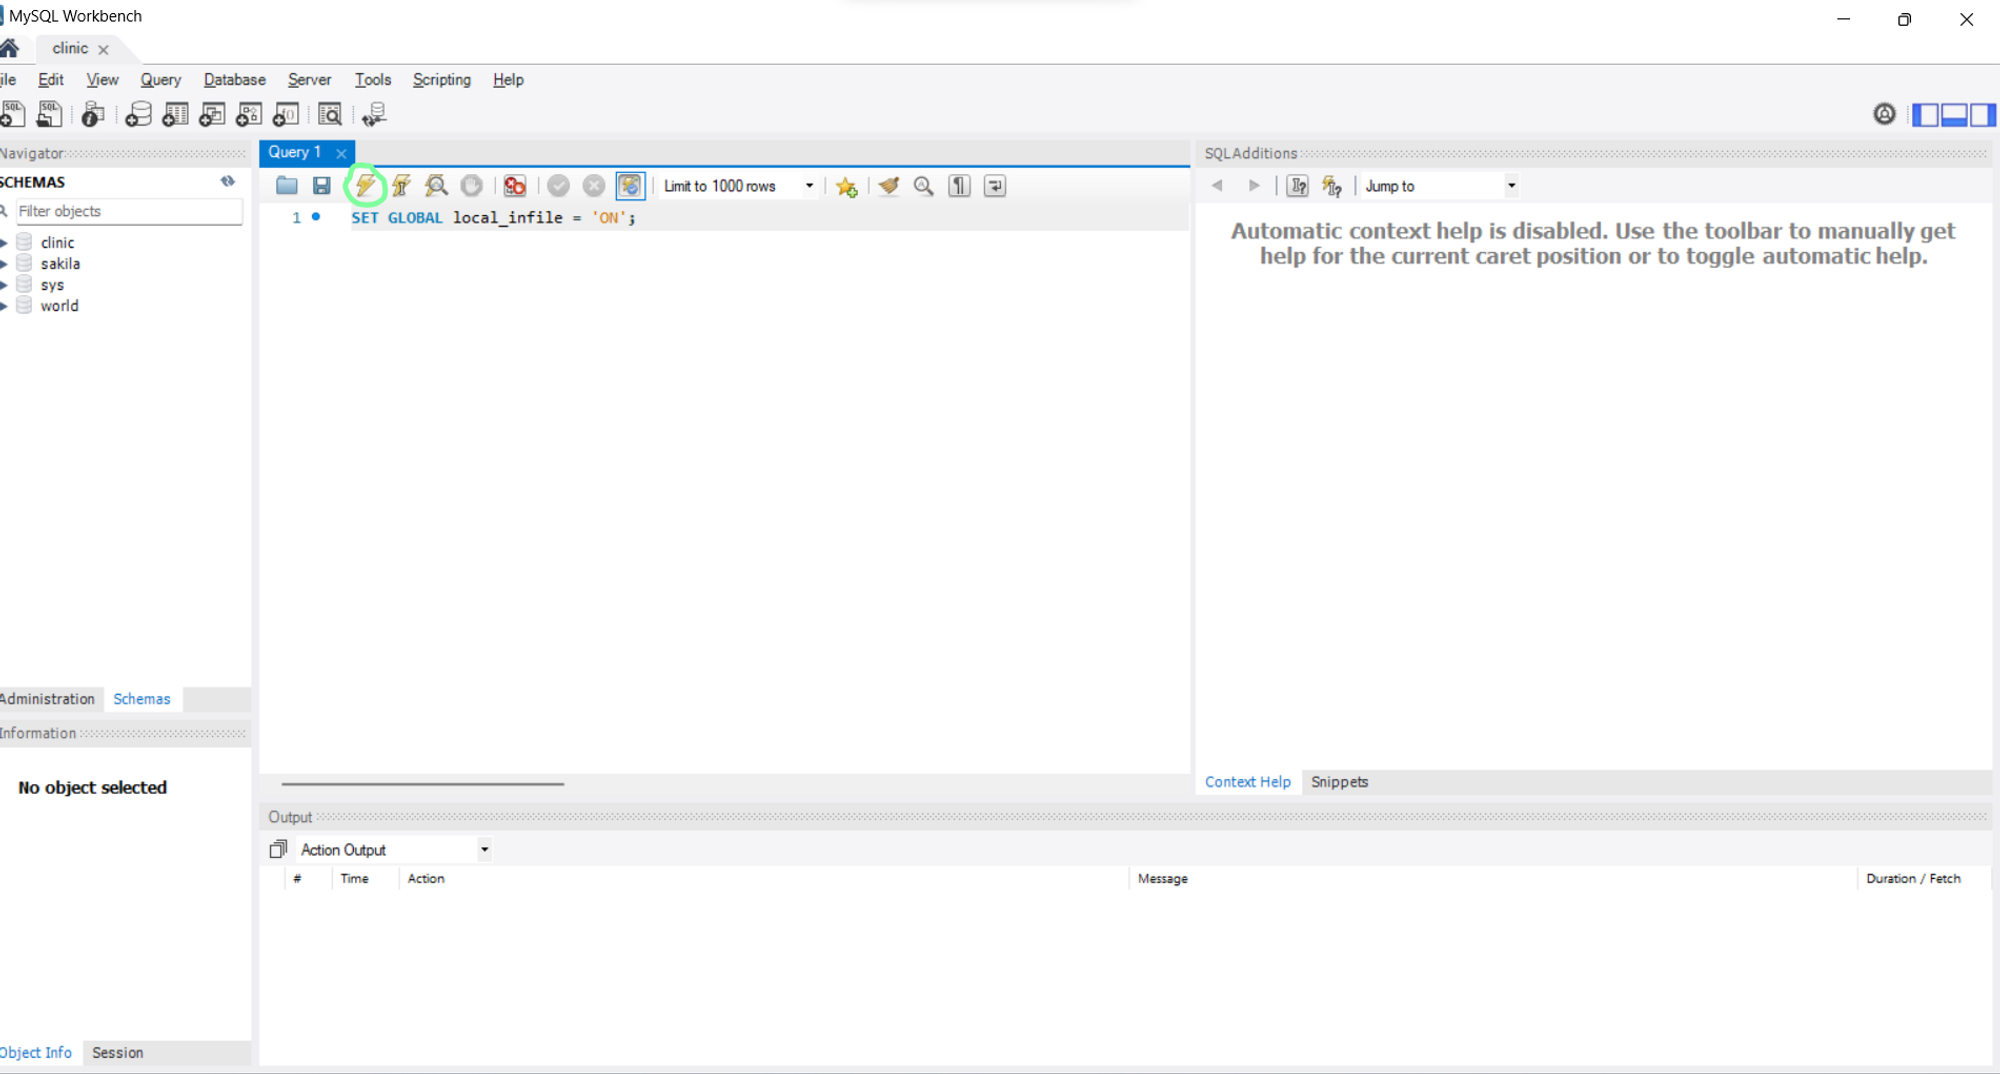 MySQL Workbench
clinic
ile Edit View Query Database Server Tools Scripting Help
Navigator
SCHEMAS
Filter objects
clinic
sakila
sys
world
Administration Schemas
Information
No object selected
Object Info Session
Query 1
Limit to 1000 rows
1 SET GLOBAL local_infile = 'ON';
SQLAdditions
Jump to
Automatic context help is disabled. Use the toolbar to manually get
help for the current caret position or to toggle automatic help.
Context Help Snippets
Output
Action Output
# Time Action Message Duration / Fetch